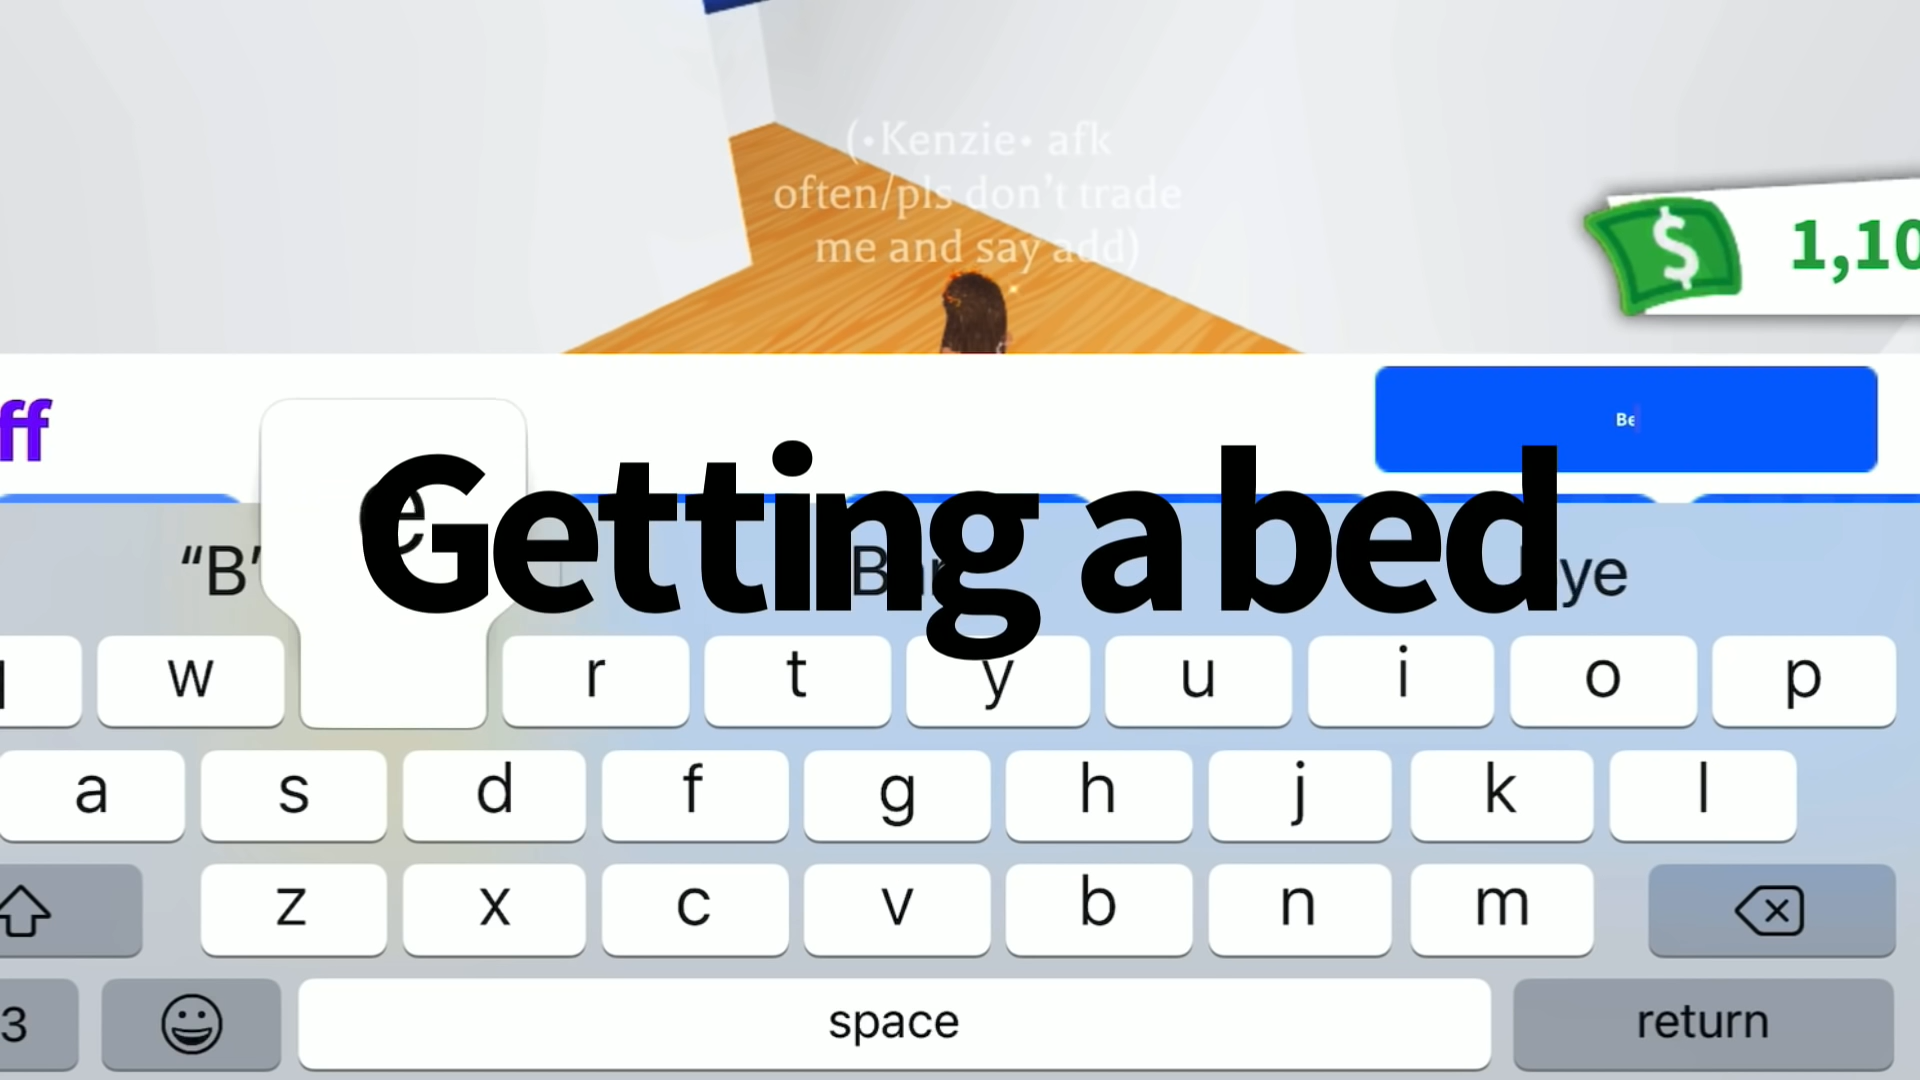 (•Kenzie• afk
often/pls don't trade
me and say add)
1,10
ff
Be
e
Getting a bed
“B”
ye
w
r
t
y
u
i
o
p
a
s
d
f
g
h
j
k
l
z
x
c
v
b
n
m
3
space
return